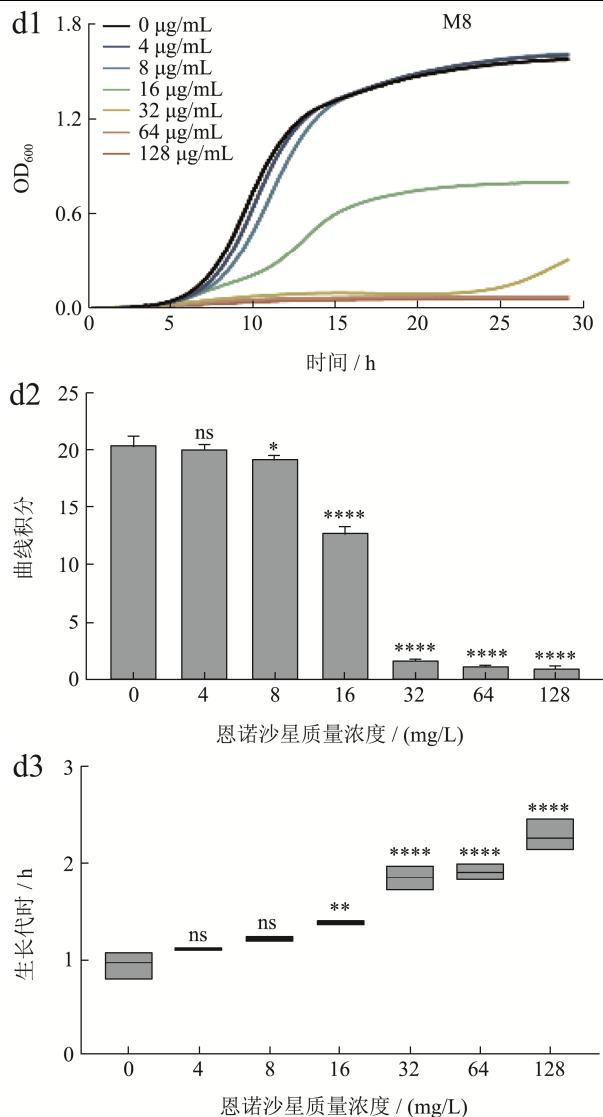 d1
M8
1.8
1.2
0.6
0.0
OD600
0 μg/mL
4 μg/mL
8 μg/mL
16 μg/mL
32 μg/mL
64 μg/mL
128 μg/mL
0 5 10 15 20 25 30
时间 / h
d2
25
20
15
10
5
0
曲线积分
ns
*
****
****
****
****
0 4 8 16 32 64 128
恩诺沙星质量浓度 / (mg/L)
d3
3
2
1
0
生长代时 / h
ns
ns
**
****
****
****
0 4 8 16 32 64 128
恩诺沙星质量浓度 / (mg/L)